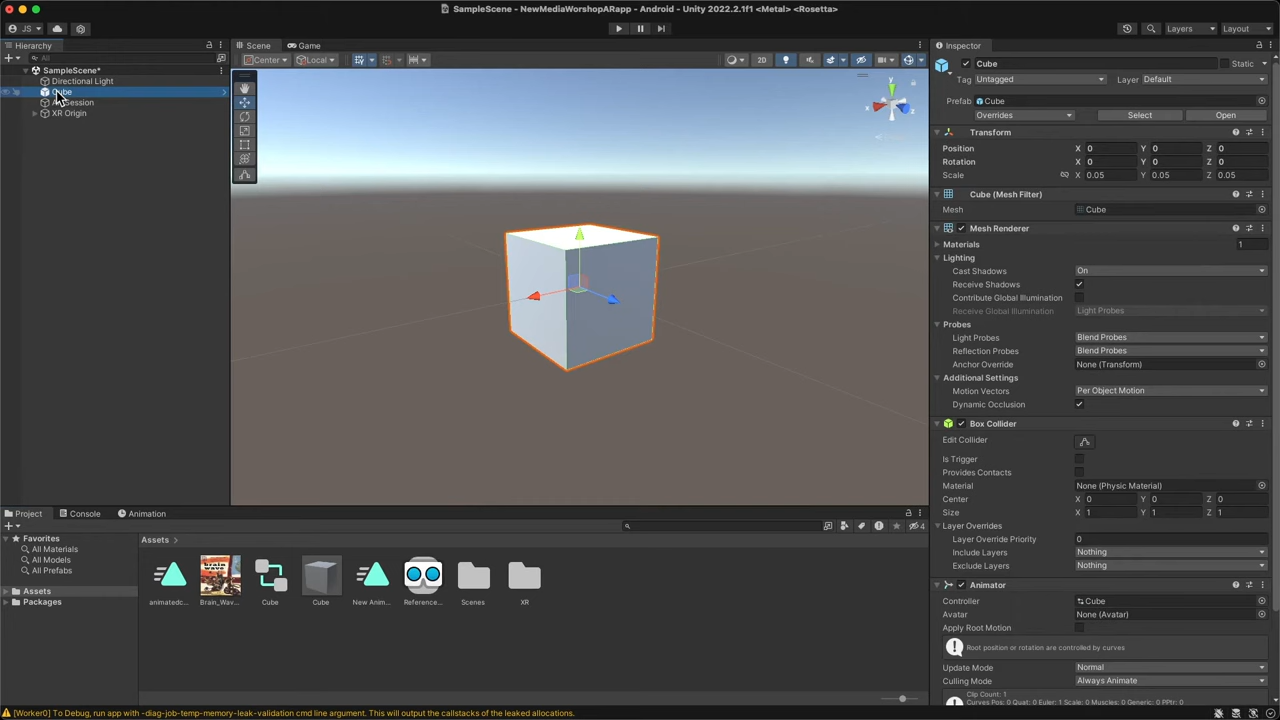 SampleScene - NewMediaWorshopARapp - Android - Unity 2022.2.1f1 <Metal> <Rosetta>
JS
Layers
Layout
Hierarchy
Scene
Game
Inspector
All
Center
Local
2D
Cube
Static
SampleScene*
Directional Light
Cube
Session
XR Origin
Tag Untagged
Layer Default
Prefab Cube
Overrides
Select
Open
Transform
Position X 0 Y 0 Z 0
Rotation X 0 Y 0 Z 0
Scale X 0.05 Y 0.05 Z 0.05
Cube (Mesh Filter)
Mesh Cube
Mesh Renderer
Materials 1
Lighting
Cast Shadows On
Receive Shadows
Contribute Global Illumination
Receive Global Illumination Light Probes
Probes
Light Probes Blend Probes
Reflection Probes Blend Probes
Anchor Override None (Transform)
Additional Settings
Motion Vectors Per Object Motion
Dynamic Occlusion
Box Collider
Edit Collider
Is Trigger
Provides Contacts
Material None (Physic Material)
Center X 0 Y 0 Z 0
Size X 1 Y 1 Z 1
Layer Overrides
Layer Override Priority 0
Include Layers Nothing
Exclude Layers Nothing
Animator
Controller Cube
Avatar None (Avatar)
Apply Root Motion
Root position or rotation are controlled by curves
Update Mode Normal
Culling Mode Always Animate
Clip Count: 1
Curves Pos: 0 Quat: 0 Euler: 1 Scale: 0 Muscles: 0 Generic: 0 PPtr: 0
y
x
z
Project
Console
Animation
4
Favorites
All Materials
All Models
All Prefabs
Assets
Packages
Assets >
brain wave
animatedc...
Brain_Wav...
Cube
Cube
New Anim...
Reference...
Scenes
XR
[Worker0] To Debug, run app with -diag-job-temp-memory-leak-validation cmd line argument. This will output the callstacks of the leaked allocations.